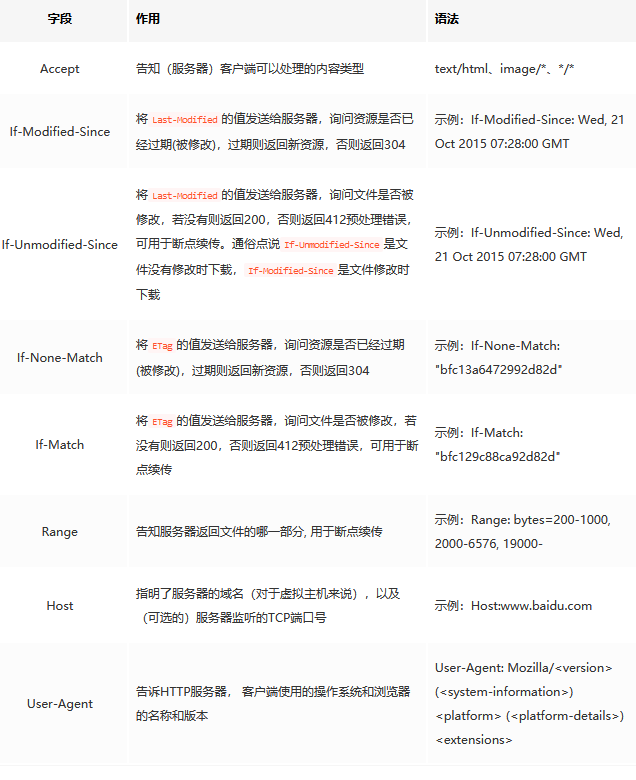 字段 作用 语法
Accept 告知（服务器）客户端可以处理的内容类型 text/html、image/*、*/*
If-Modified-Since
将 Last-Modified 的值发送给服务器，询问资源是否已
经过期(被修改)，过期则返回新资源，否则返回304
示例：If-Modified-Since: Wed, 21
Oct 2015 07:28:00 GMT
If-Unmodified-Since
将 Last-Modified 的值发送给服务器，询问文件是否被
修改，若没有则返回200，否则返回412预处理错误，
可用于断点续传。通俗点说 If-Unmodified-Since 是文
件没有修改时下载， If-Modified-Since 是文件修改时
下载
示例：If-Unmodified-Since: Wed,
21 Oct 2015 07:28:00 GMT
If-None-Match
将 ETag 的值发送给服务器，询问资源是否已经过期
(被修改)，过期则返回新资源，否则返回304
示例：If-None-Match:
"bfc13a6472992d82d"
If-Match
将 ETag 的值发送给服务器，询问文件是否被修改，若
没有则返回200，否则返回412预处理错误，可用于断
点续传
示例：If-Match:
"bfc129c88ca92d82d"
Range
告知服务器返回文件的哪一部分, 用于断点续传
示例：Range: bytes=200-1000,
2000-6576, 19000-
Host
指明了服务器的域名（对于虚拟主机来说），以及
（可选的）服务器监听的TCP端口号
示例：Host:www.baidu.com
User-Agent
告诉HTTP服务器， 客户端使用的操作系统和浏览器
的名称和版本
User-Agent: Mozilla/<version>
(<system-information>)
<platform> (<platform-details>)
<extensions>